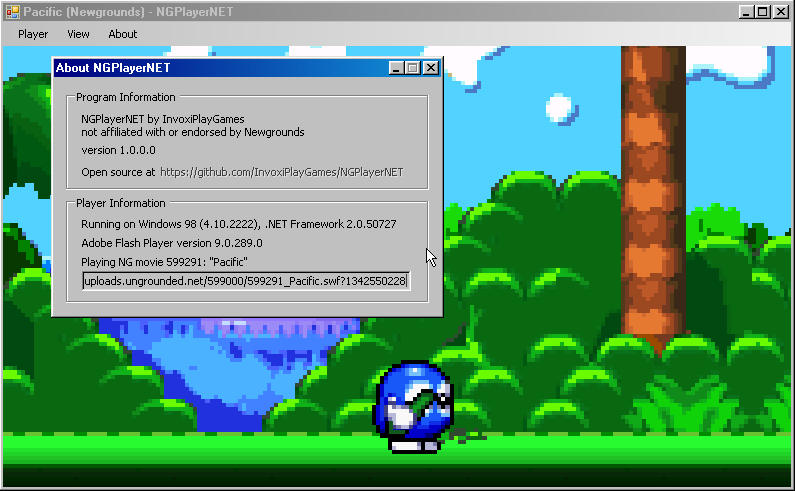 Pacific (Newgrounds) - NGPlayerNET
Player View About
About NGPlayerNET
Program Information
NGPlayerNET by InvoxiPlayGames
not affiliated with or endorsed by Newgrounds
version 1.0.0.0
Open source at https://github.com/InvoxiPlayGames/NGPlayerNET
Player Information
Running on Windows 98 (4.10.2222), .NET Framework 2.0.50727
Adobe Flash Player version 9.0.289.0
Playing NG movie 599291: "Pacific"
uploads.ungrounded.net/599000/599291_Pacific.swf?1342550228